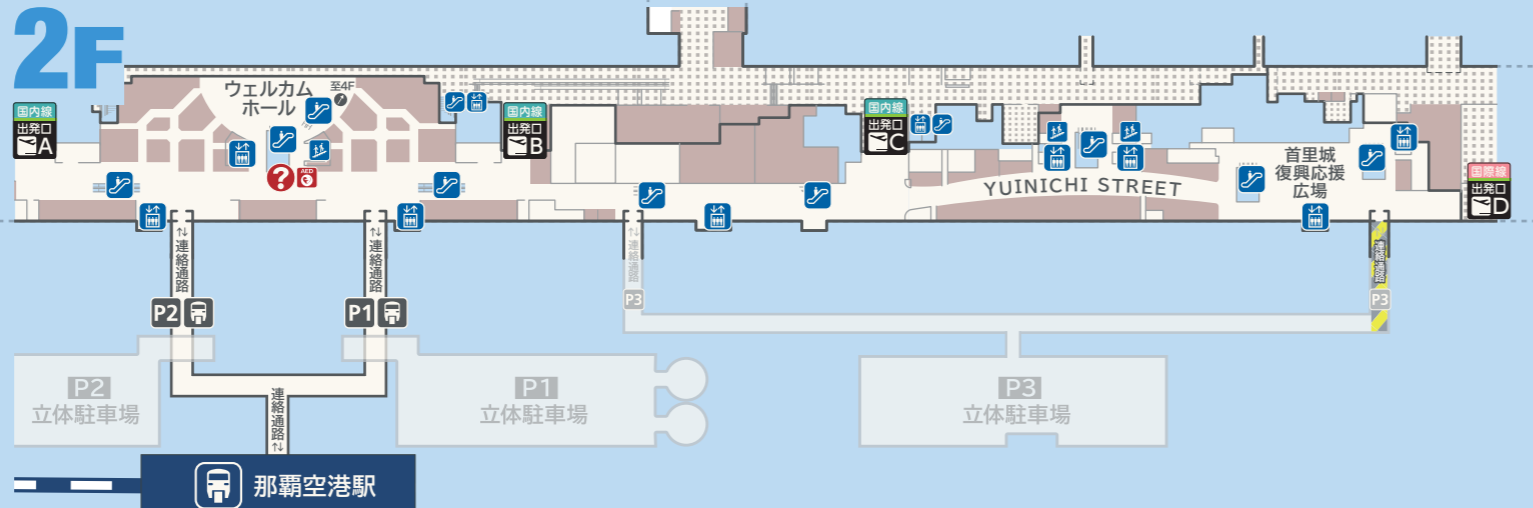 2F
ウェルカム
ホール
至4F
国内線
出発口
A
国内線
出発口
B
国内線
出発口
C
国際線
出発口
D
?
AED
YUINICHI STREET
首里城
復興応援
広場
連絡通路
連絡通路
連絡通路
連絡通路
P2
P1
P3
P3
P2
立体駐車場
P1
立体駐車場
P3
立体駐車場
連絡通路
那覇空港駅